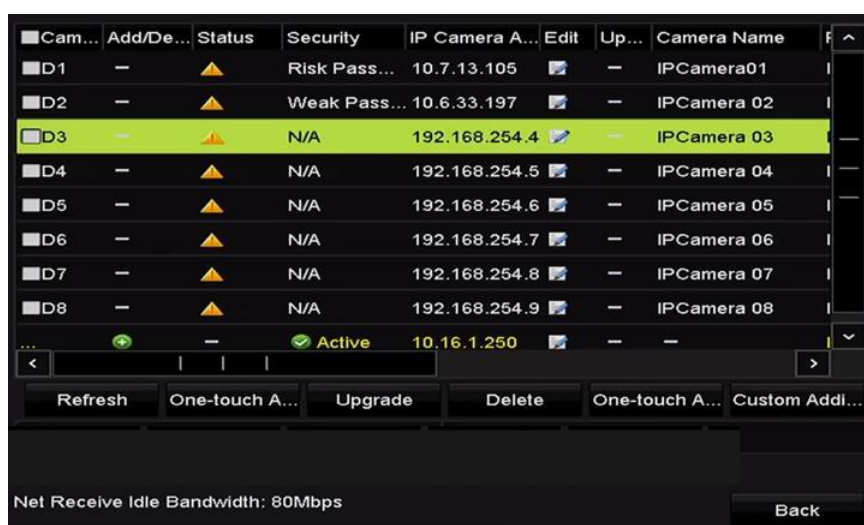 Cam... Add/De... Status Security IP Camera A... Edit Up... Camera Name
D1 – Risk Pass... 10.7.13.105 – IPCamera01
D2 – Weak Pass... 10.6.33.197 – IPCamera 02
D3 – N/A 192.168.254.4 – IPCamera 03
D4 – N/A 192.168.254.5 – IPCamera 04
D5 – N/A 192.168.254.6 – IPCamera 05
D6 – N/A 192.168.254.7 – IPCamera 06
D7 – N/A 192.168.254.8 – IPCamera 07
D8 – N/A 192.168.254.9 – IPCamera 08
... – Active 10.16.1.250 – –
Refresh One-touch A... Upgrade Delete One-touch A... Custom Addi...
Net Receive Idle Bandwidth: 80Mbps
Back